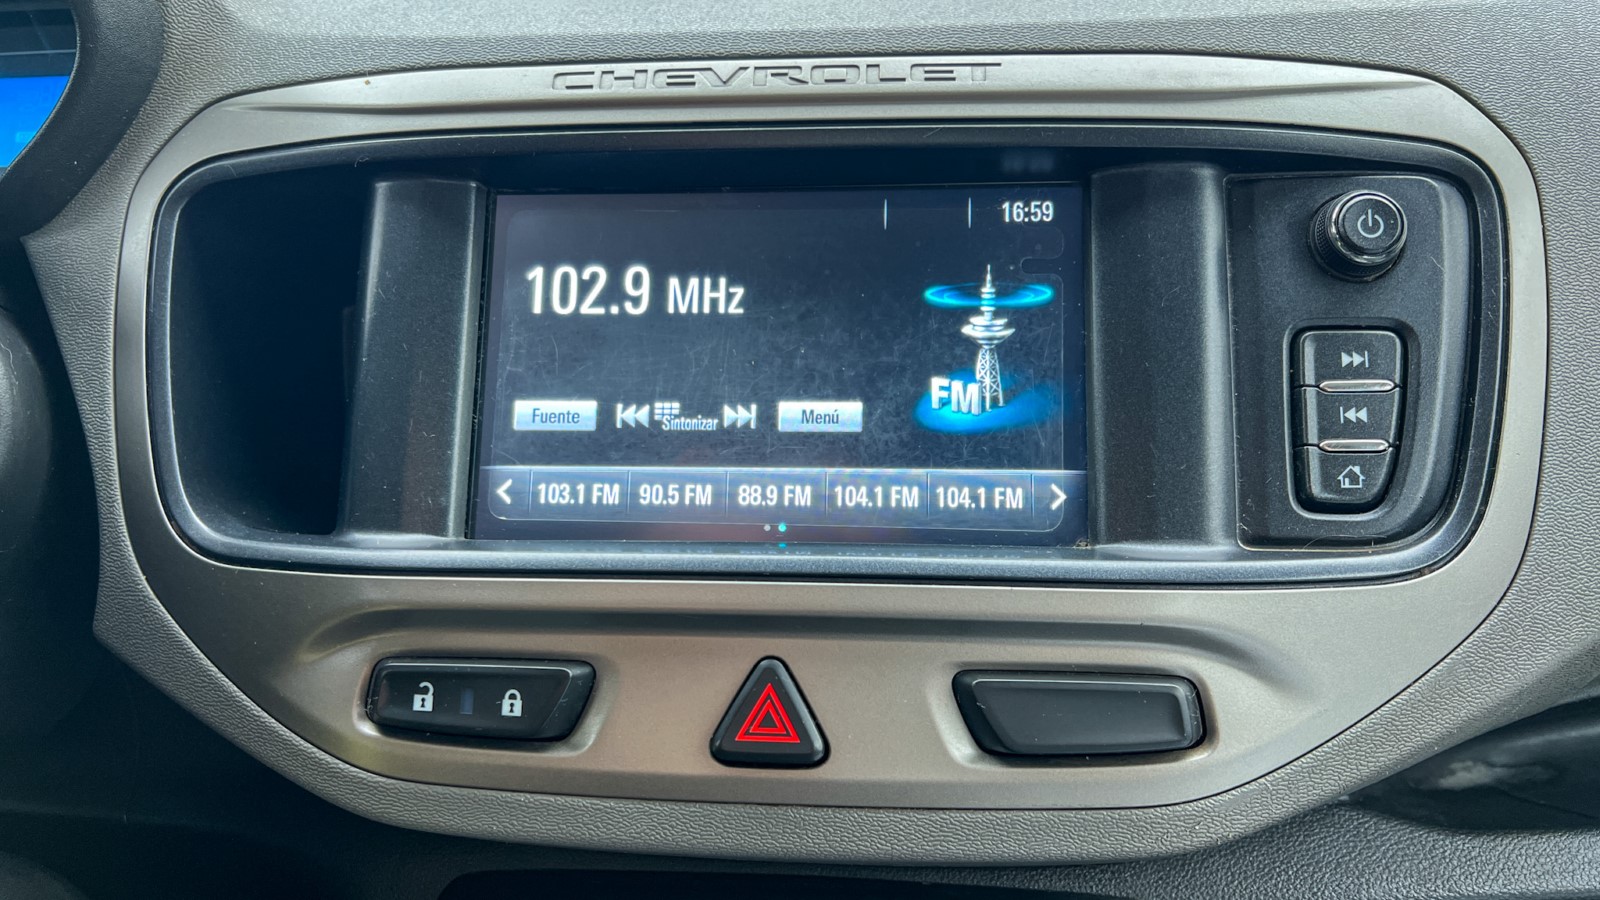 CHEVROLET
16:59
102.9 MHz
FM
Fuente Sintonizar Menú
103.1 FM 90.5 FM 88.9 FM 104.1 FM 104.1 FM